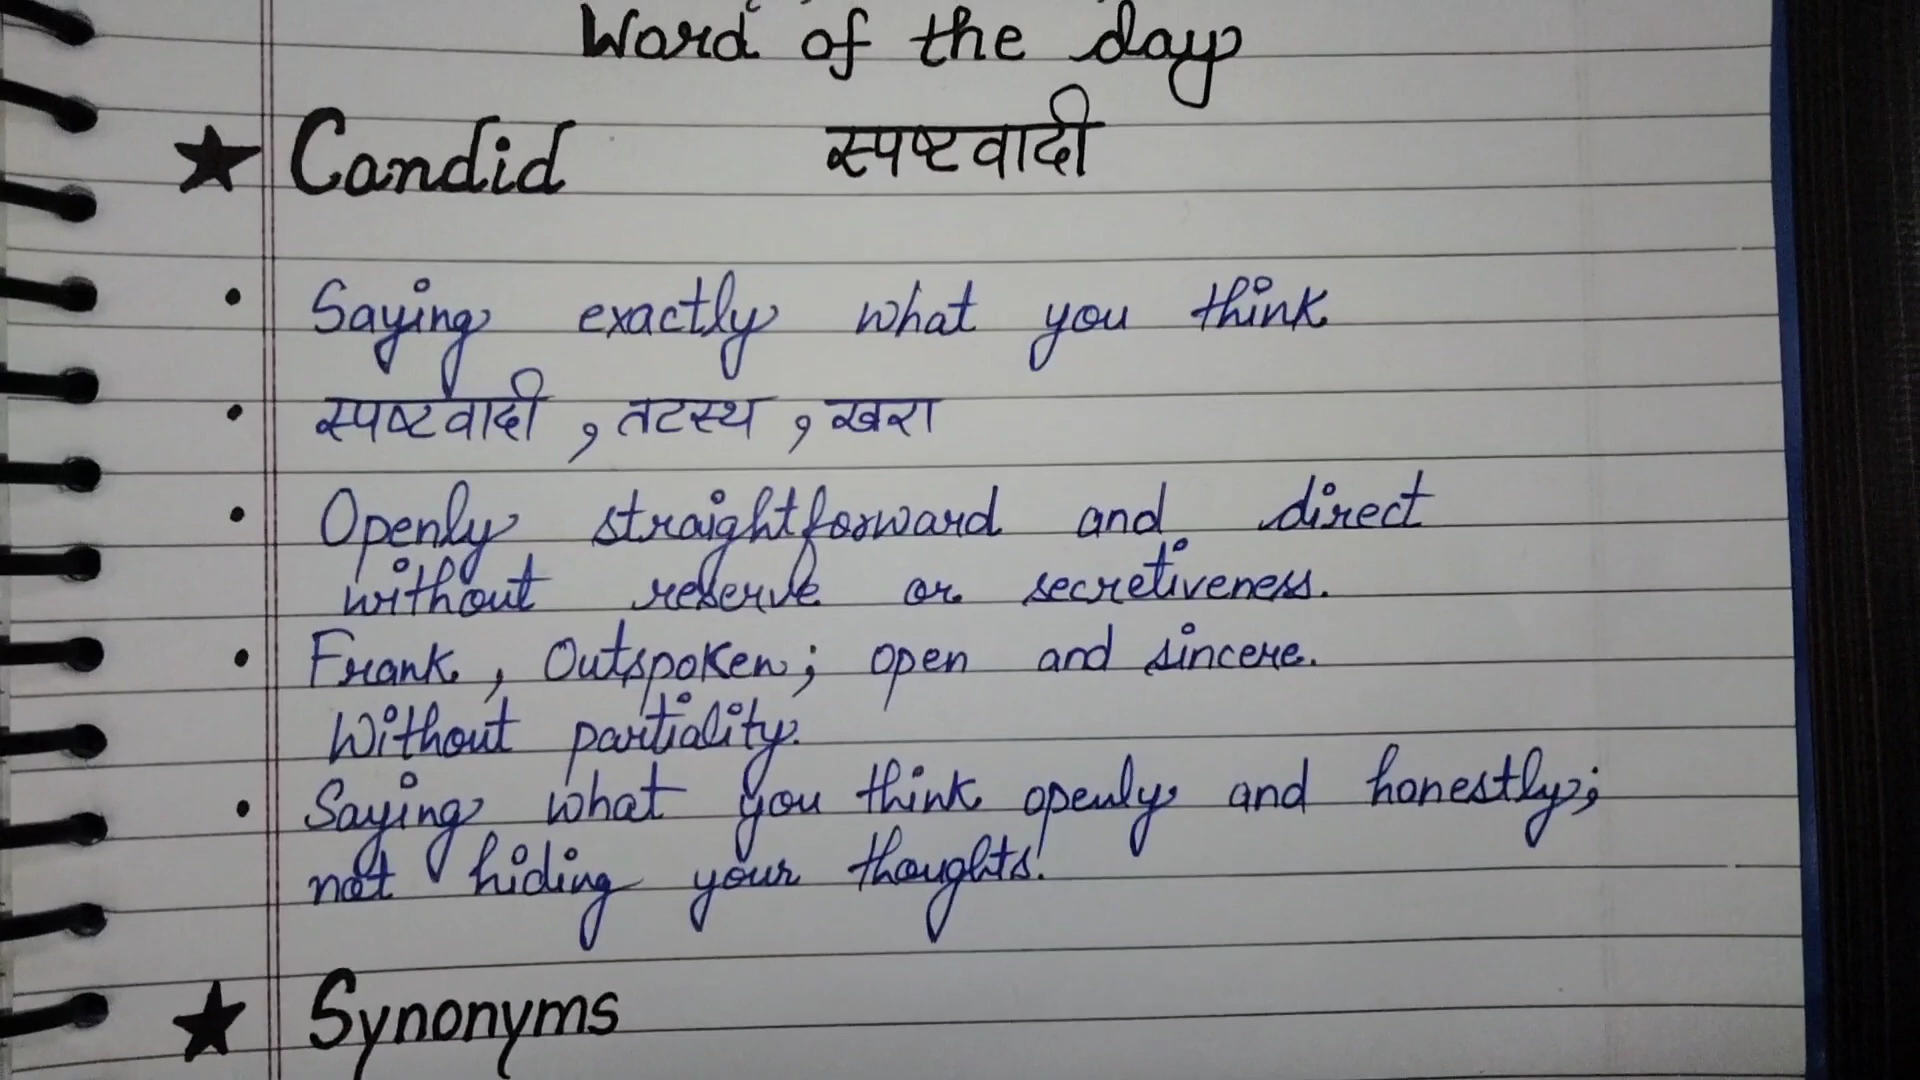 Word of the day
★ Candid स्पष्टवादी
• Saying exactly what you think
• स्पष्टवादी, तटस्थ, खरा
• Openly straightforward and direct
without reserve or secretiveness.
• Frank, Outspoken; open and sincere.
Without partiality.
• Saying what you think openly and honestly;
not hiding your thoughts.
★ Synonyms